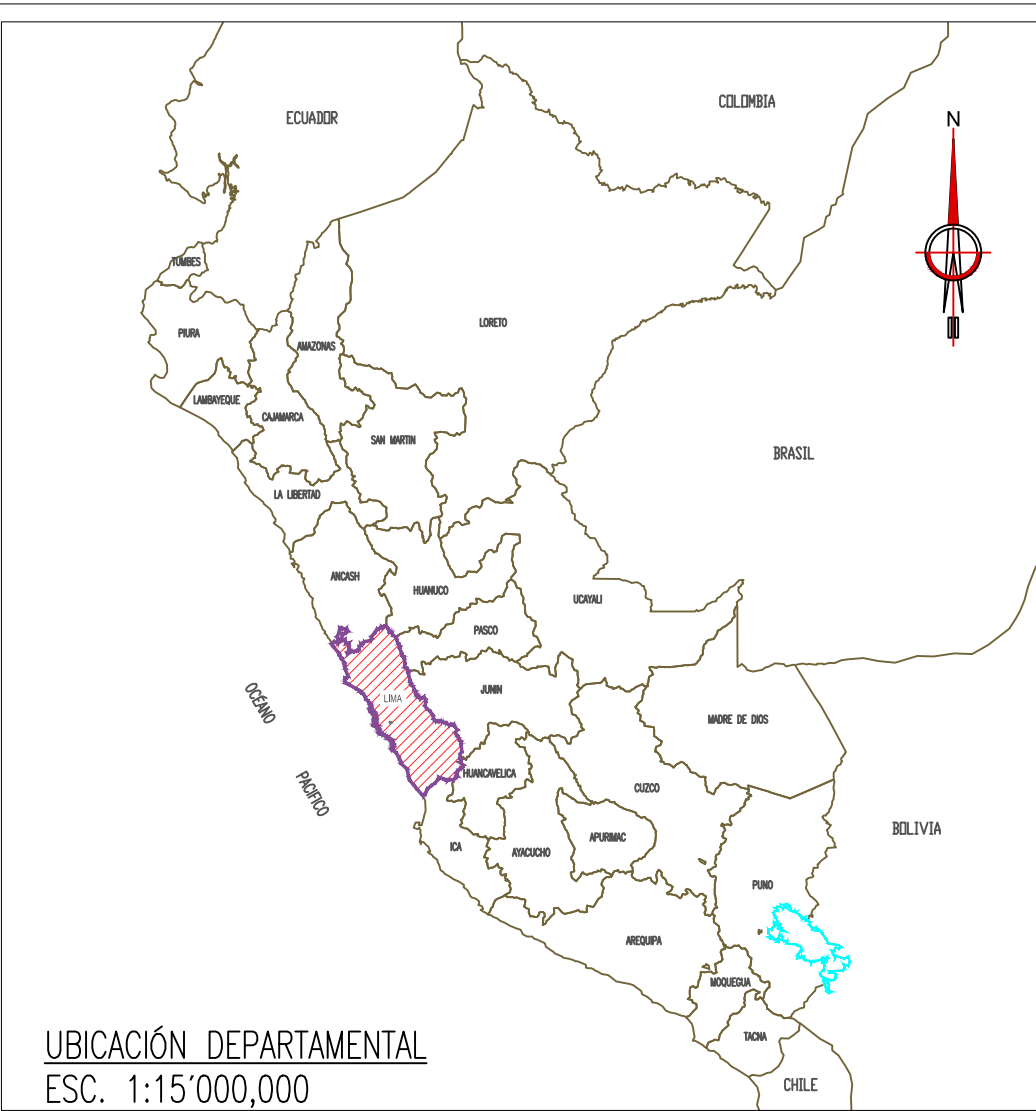 COLOMBIA
ECUADOR
N
TUMBES
LORETO
PIURA
AMAZONAS
LAMBAYEQUE
CAJAMARCA
SAN MARTIN
BRASIL
LA LIBERTAD
ANCASH
HUANUCO
UCAYALI
PASCO
JUNIN
LIMA
OCÉANO
PACIFICO
MADRE DE DIOS
HUANCAVELICA
CUZCO
BOLIVIA
APURIMAC
ICA
AYACUCHO
PUNO
AREQUIPA
MOQUEGUA
TACNA
CHILE
UBICACIÓN DEPARTAMENTAL
ESC. 1:15´000,000